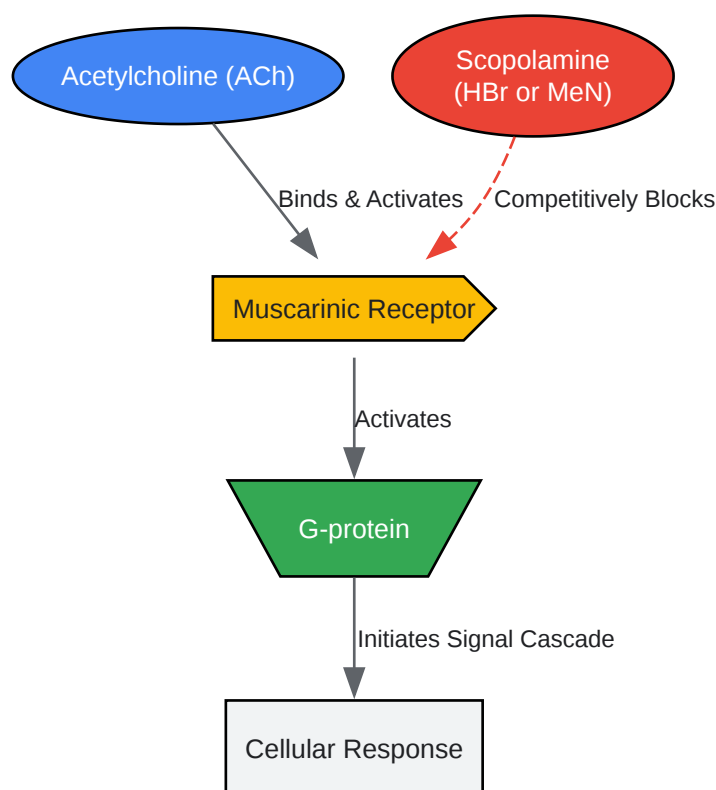 Acetylcholine (ACh)
Scopolamine
(HBr or MeN)
Binds & Activates
Competitively Blocks
Muscarinic Receptor
Activates
G-protein
Initiates Signal Cascade
Cellular Response